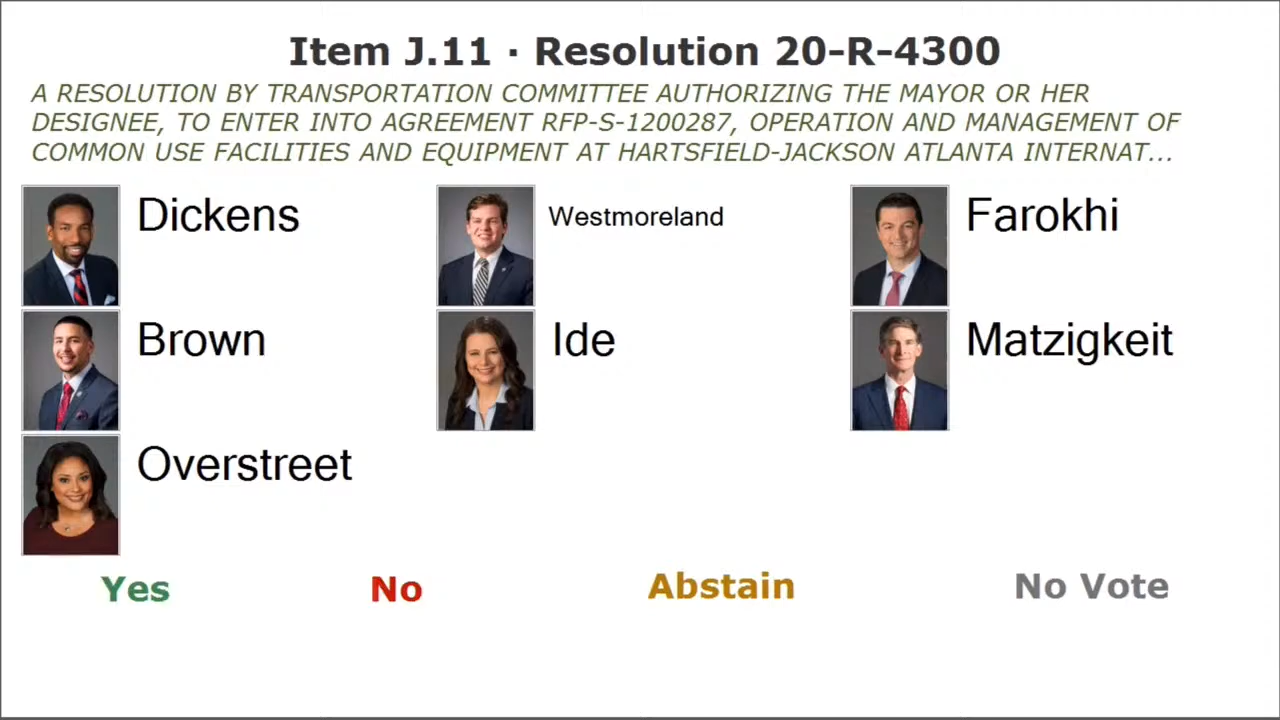 Item J.11 · Resolution 20-R-4300
A RESOLUTION BY TRANSPORTATION COMMITTEE AUTHORIZING THE MAYOR OR HER
DESIGNEE, TO ENTER INTO AGREEMENT RFP-S-1200287, OPERATION AND MANAGEMENT OF
COMMON USE FACILITIES AND EQUIPMENT AT HARTSFIELD-JACKSON ATLANTA INTERNAT...
Dickens Westmoreland Farokhi
Brown Ide Matzigkeit
Overstreet
Yes No Abstain No Vote